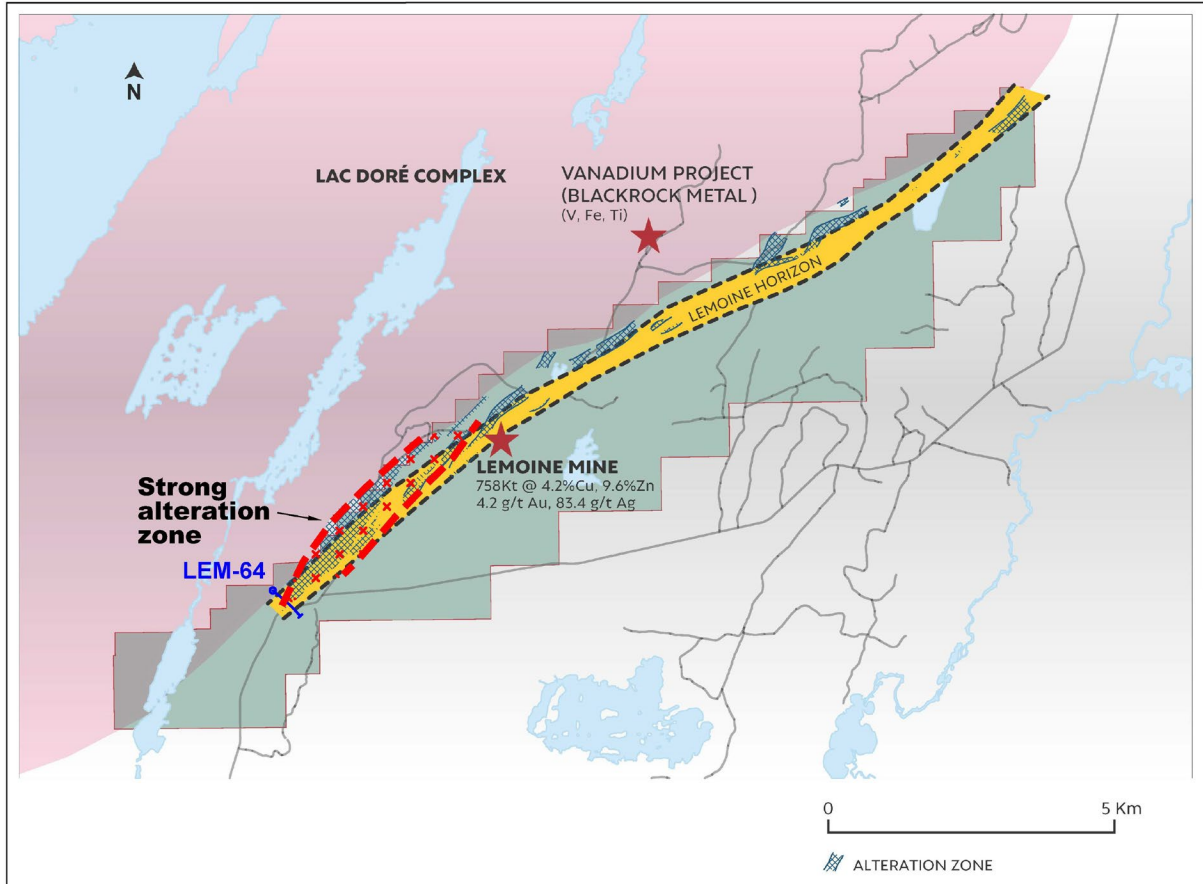 N
LAC DORÉ COMPLEX
VANADIUM PROJECT
(BLACKROCK METAL )
(V, Fe, Ti)
LEMOINE HORIZON
LEMOINE MINE
758Kt @ 4.2%Cu, 9.6%Zn
4.2 g/t Au, 83.4 g/t Ag
Strong
alteration
zone
LEM-64
0
5 Km
ALTERATION ZONE